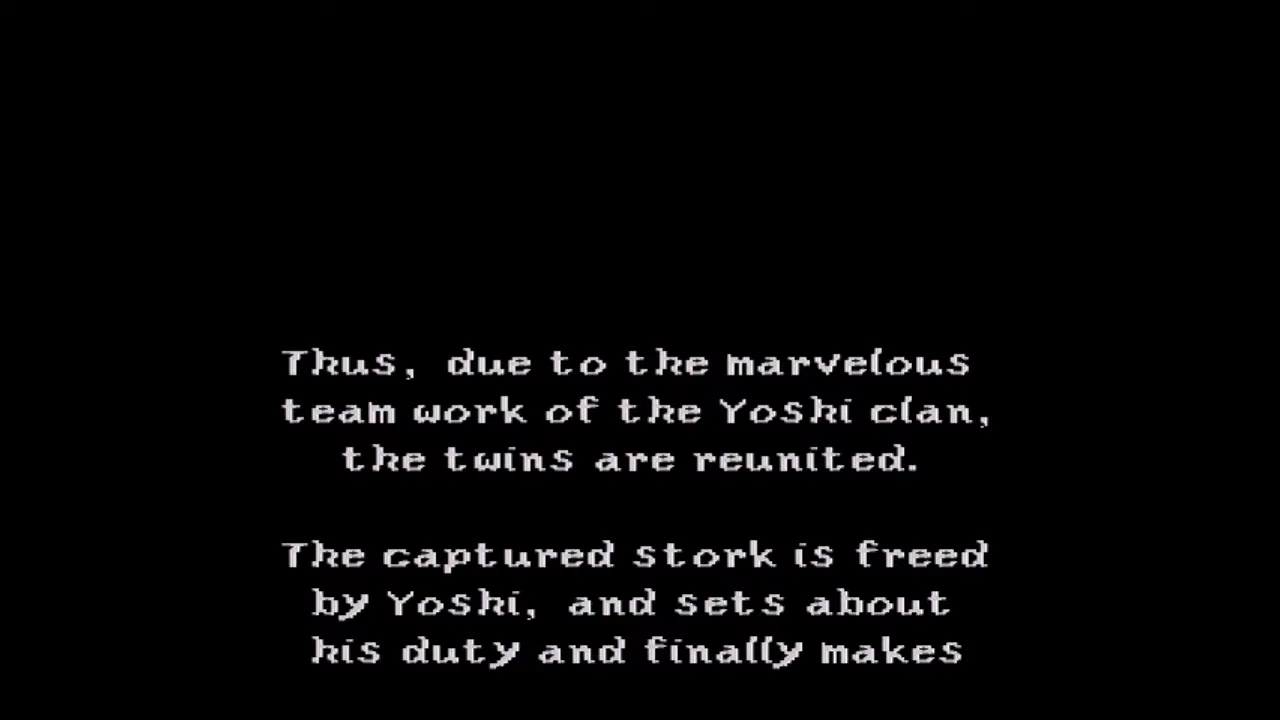 Thus, due to the marvelous
team work of the Yoshi clan,
the twins are reunited.
The captured stork is freed
by Yoshi, and sets about
his duty and finally makes